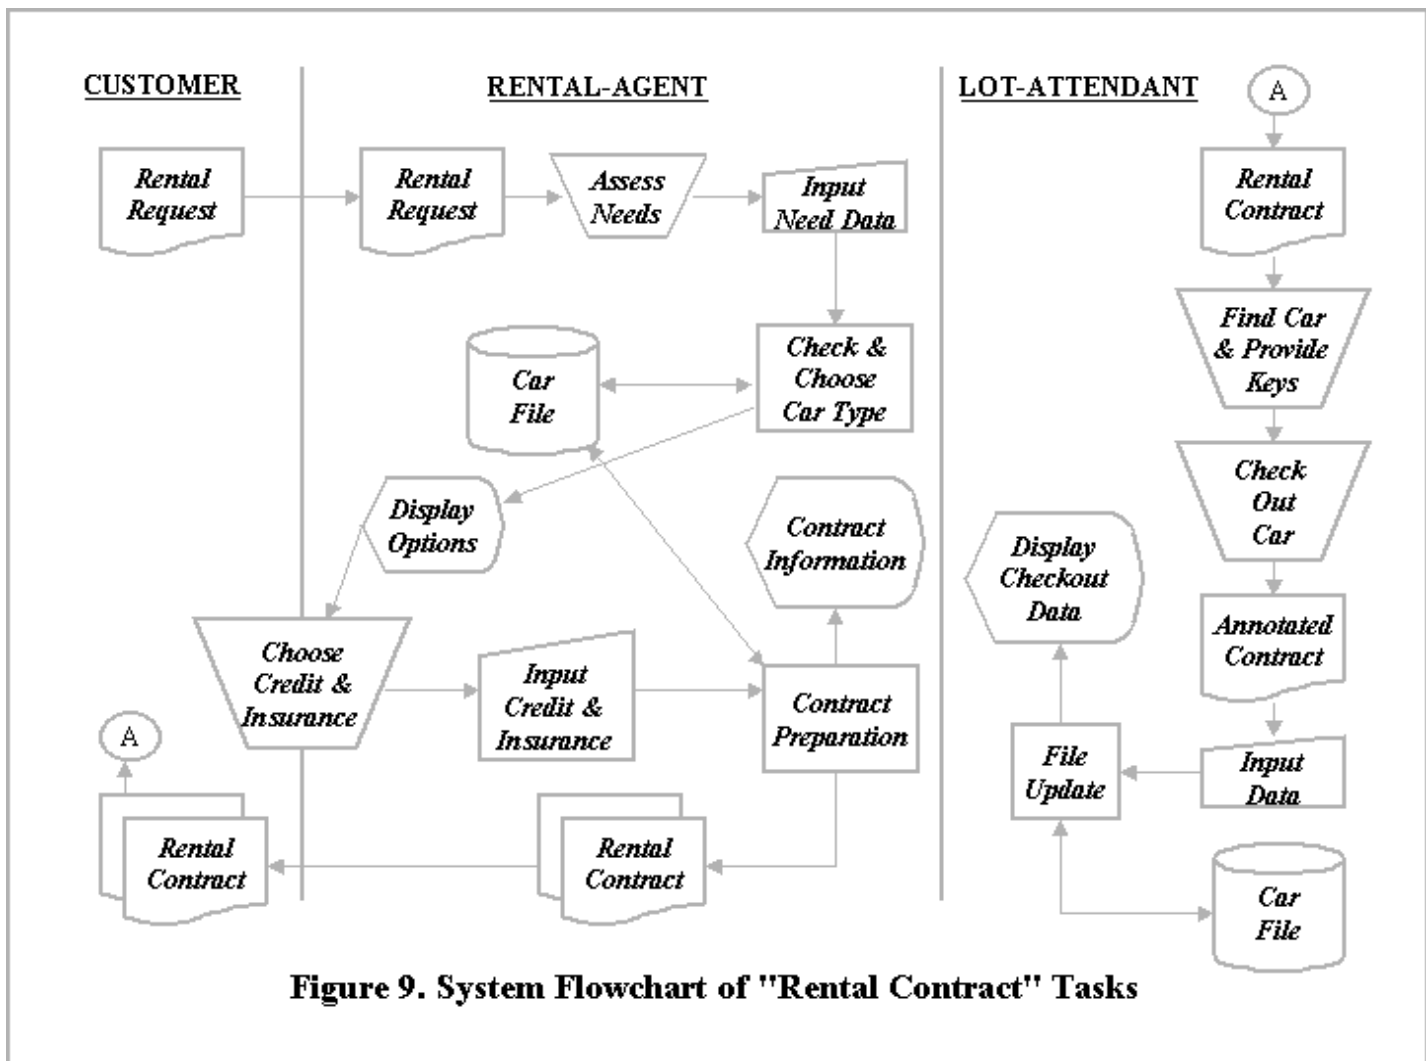 CUSTOMER
RENTAL-AGENT
LOT-ATTENDANT
A
Rental
Request
Rental
Request
Assess
Needs
Input
Need Data
Rental
Contract
Car
File
Check &
Choose
Car Type
Find Car
& Provide
Keys
Display
Options
Contract
Information
Display
Checkout
Data
Check
Out
Car
Choose
Credit &
Insurance
Input
Credit &
Insurance
Contract
Preparation
Annotated
Contract
A
File
Update
Input
Data
Rental
Contract
Rental
Contract
Car
File
Figure 9. System Flowchart of "Rental Contract" Tasks